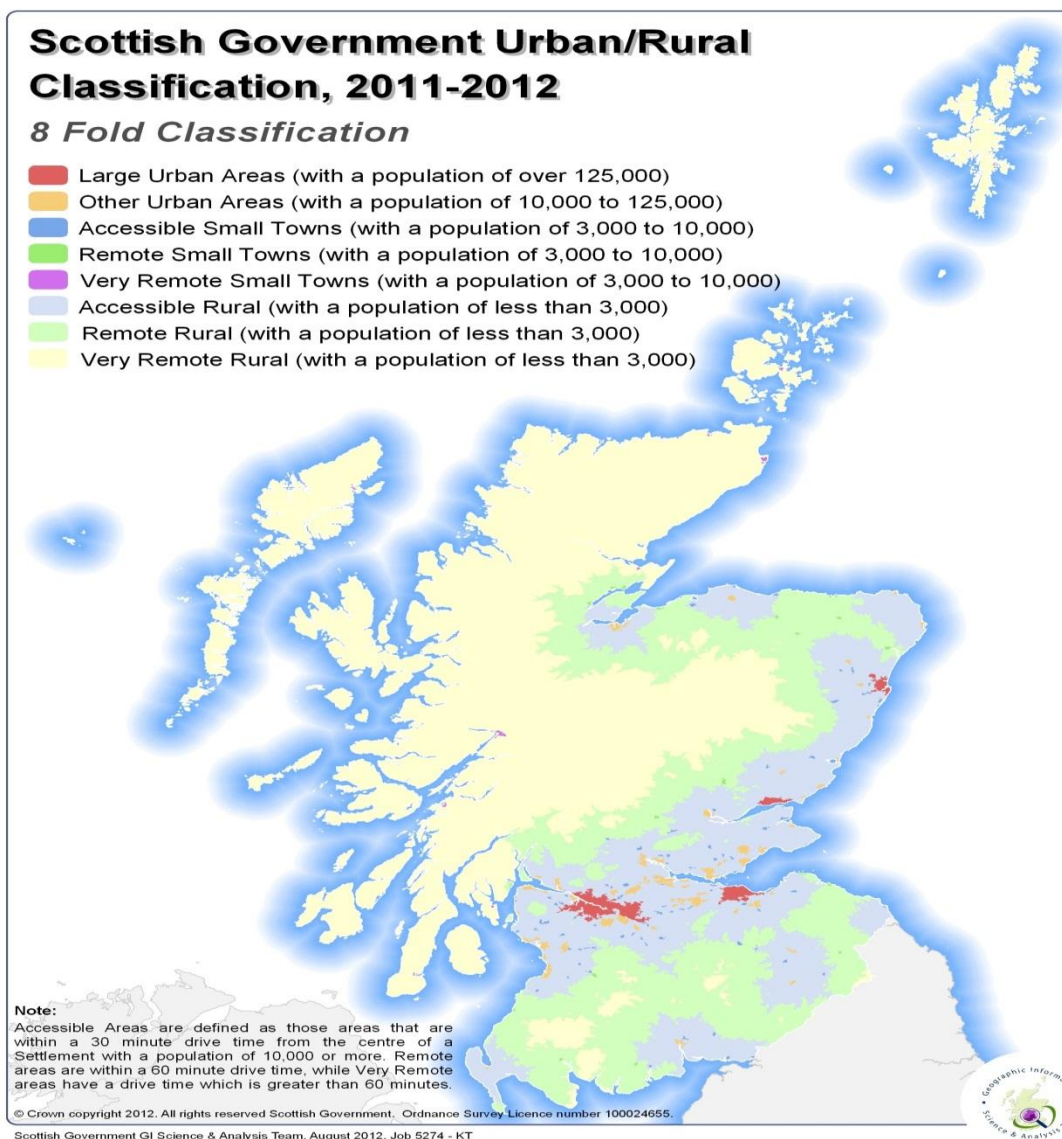 Scottish Government Urban/Rural
Classification, 2011-2012
8 Fold Classification
Large Urban Areas (with a population of over 125,000)
Other Urban Areas (with a population of 10,000 to 125,000)
Accessible Small Towns (with a population of 3,000 to 10,000)
Remote Small Towns (with a population of 3,000 to 10,000)
Very Remote Small Towns (with a population of 3,000 to 10,000)
Accessible Rural (with a population of less than 3,000)
Remote Rural (with a population of less than 3,000)
Very Remote Rural (with a population of less than 3,000)
Note:
Accessible Areas are defined as those areas that are
within a 30 minute drive time from the centre of a
Settlement with a population of 10,000 or more. Remote
areas are within a 60 minute drive time, while Very Remote
areas have a drive time which is greater than 60 minutes.
© Crown copyright 2012. All rights reserved Scottish Government. Ordnance Survey Licence number 100024655.
Scottish Government GI Science & Analysis Team, August 2012, Job 5274 - KT
Geographic Inform
Science & Analysis